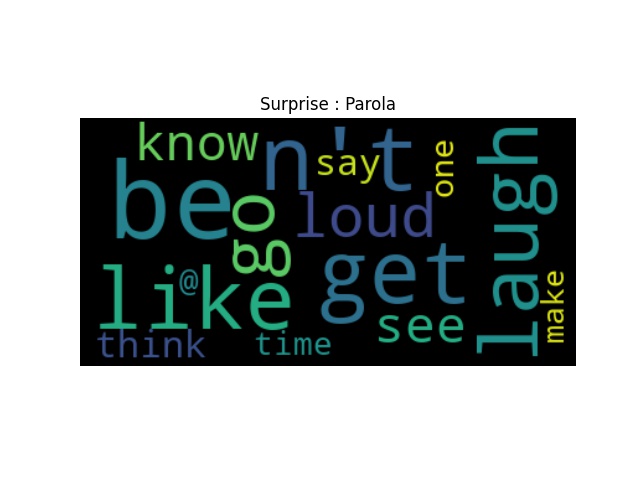 Surprise : Parola
know
n't
say
one
laugh
be
go
loud
like
@
get
see
make
think
time